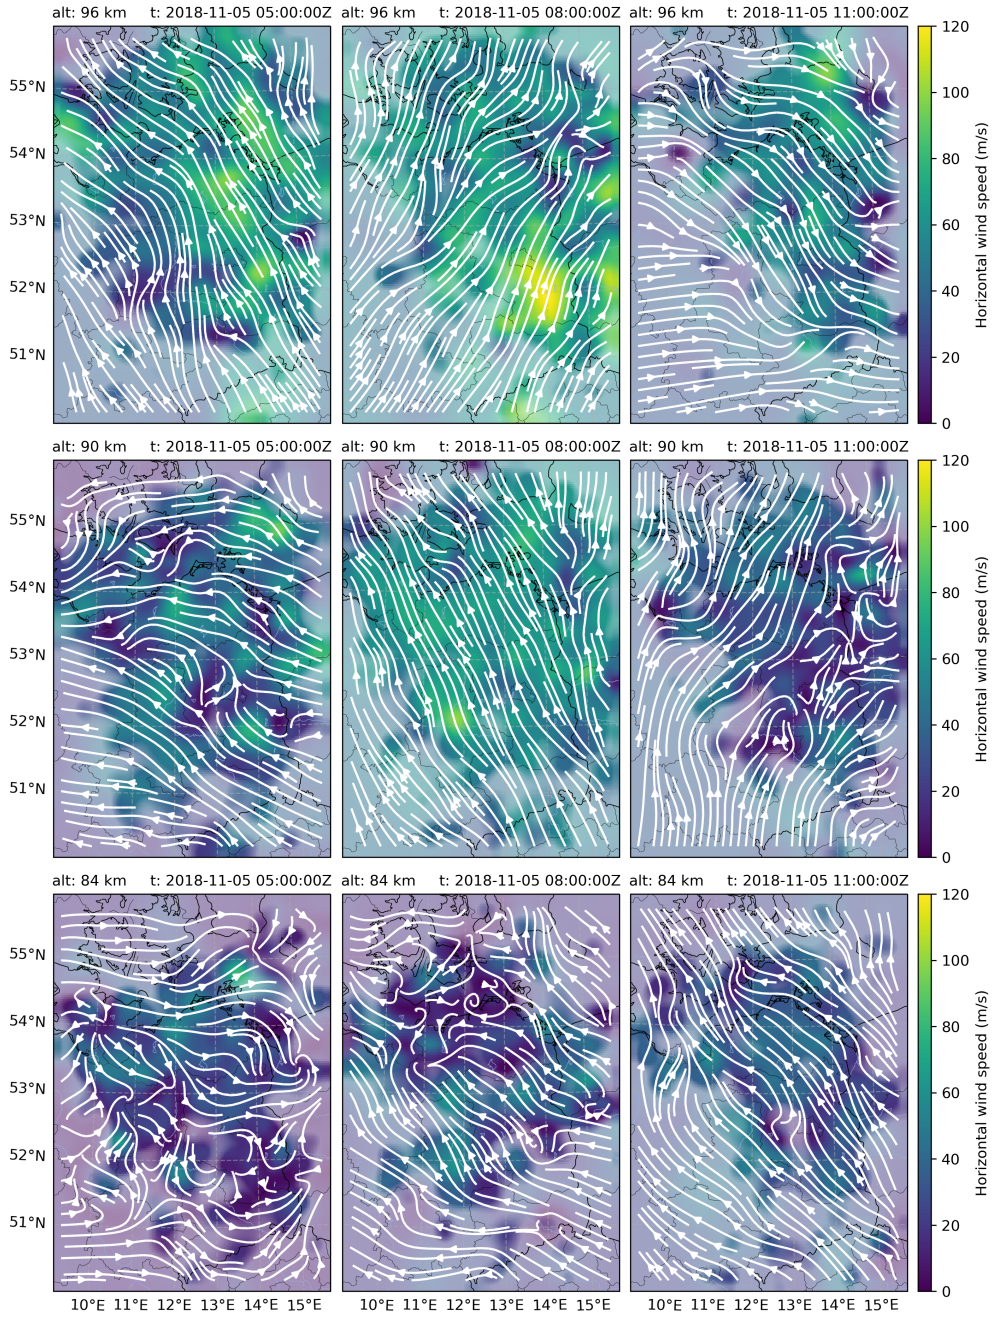 alt: 96 km t: 2018-11-05 05:00:00Z alt: 96 km t: 2018-11-05 08:00:00Z alt: 96 km t: 2018-11-05 11:00:00Z
120
55°N
100
54°N
80
53°N
60
52°N
40
51°N
20
0
Horizontal wind speed (m/s)
alt: 90 km t: 2018-11-05 05:00:00Z alt: 90 km t: 2018-11-05 08:00:00Z alt: 90 km t: 2018-11-05 11:00:00Z
120
55°N
100
54°N
80
53°N
60
52°N
40
51°N
20
0
Horizontal wind speed (m/s)
alt: 84 km t: 2018-11-05 05:00:00Z alt: 84 km t: 2018-11-05 08:00:00Z alt: 84 km t: 2018-11-05 11:00:00Z
120
55°N
100
54°N
80
53°N
60
52°N
40
51°N
20
0
Horizontal wind speed (m/s)
10°E 11°E 12°E 13°E 14°E 15°E 10°E 11°E 12°E 13°E 14°E 15°E 10°E 11°E 12°E 13°E 14°E 15°E